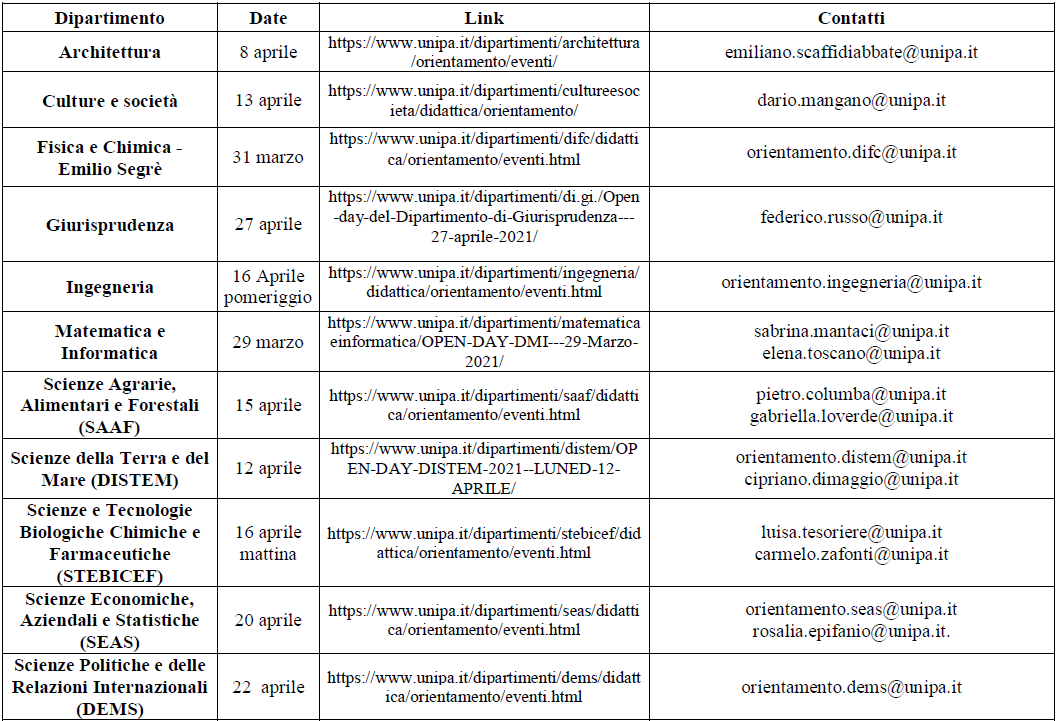 Dipartimento Date Link Contatti
Architettura 8 aprile https://www.unipa.it/dipartimenti/architettura
/orientamento/eventi/ emiliano.scaffidiabbate@unipa.it
Culture e società 13 aprile https://www.unipa.it/dipartimenti/cultureesoc
ieta/didattica/orientamento/ dario.mangano@unipa.it
Fisica e Chimica -
Emilio Segrè 31 marzo https://www.unipa.it/dipartimenti/difc/didatti
ca/orientamento/eventi.html orientamento.difc@unipa.it
Giurisprudenza 27 aprile https://www.unipa.it/dipartimenti/di.gi./Open
-day-del-Dipartimento-di-Giurisprudenza---
27-aprile-2021/ federico.russo@unipa.it
Ingegneria 16 Aprile
pomeriggio https://www.unipa.it/dipartimenti/ingegneria/
didattica/orientamento/eventi.html orientamento.ingegneria@unipa.it
Matematica e
Informatica 29 marzo https://www.unipa.it/dipartimenti/matematica
einformatica/OPEN-DAY-DMI---29-Marzo-
2021/ sabrina.mantaci@unipa.it
elena.toscano@unipa.it
Scienze Agrarie,
Alimentari e Forestali
(SAAF) 15 aprile https://www.unipa.it/dipartimenti/saaf/didatti
ca/orientamento/eventi.html pietro.columba@unipa.it
gabriella.loverde@unipa.it
Scienze della Terra e del
Mare (DISTEM) 12 aprile https://www.unipa.it/dipartimenti/distem/OP
EN-DAY-DISTEM-2021--LUNED-12-
APRILE/ orientamento.distem@unipa.it
cipriano.dimaggio@unipa.it
Scienze e Tecnologie
Biologiche Chimiche e
Farmaceutiche
(STEBICEF) 16 aprile
mattina https://www.unipa.it/dipartimenti/stebicef/did
attica/orientamento/eventi.html luisa.tesoriere@unipa.it
carmelo.zafonti@unipa.it
Scienze Economiche,
Aziendali e Statistiche
(SEAS) 20 aprile https://www.unipa.it/dipartimenti/seas/didatti
ca/orientamento/eventi.html orientamento.seas@unipa.it
rosalia.epifanio@unipa.it.
Scienze Politiche e delle
Relazioni Internazionali
(DEMS) 22 aprile https://www.unipa.it/dipartimenti/dems/didatt
ica/orientamento/eventi.html orientamento.dems@unipa.it